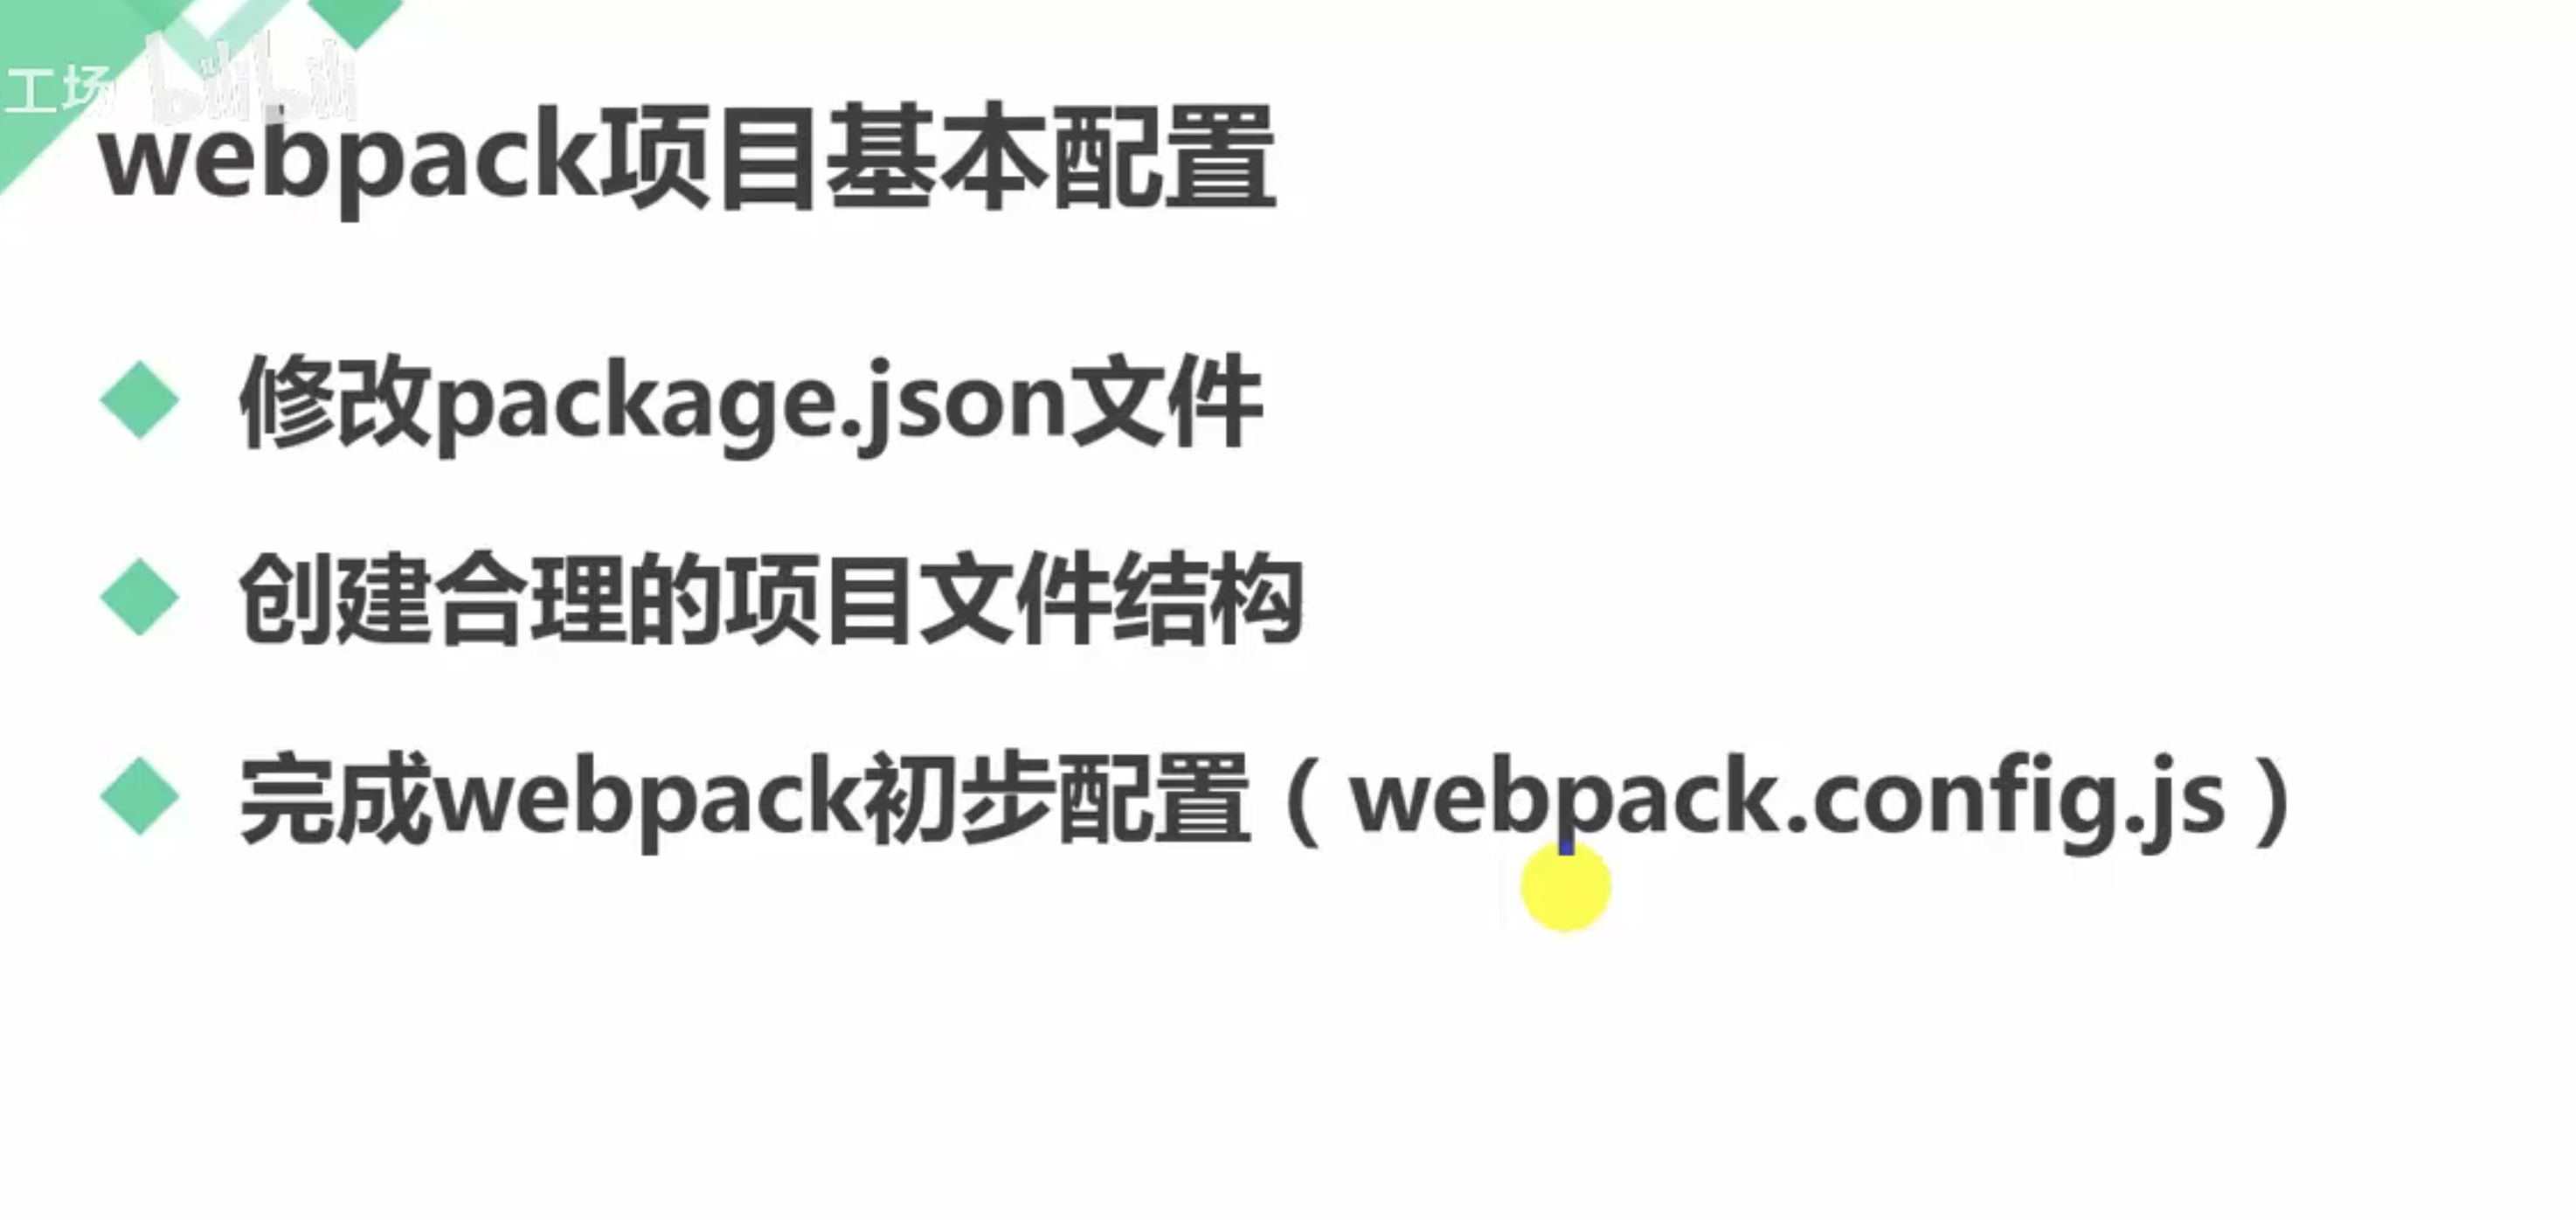 工场 bilibili
webpack项目基本配置
修改package.json文件
创建合理的项目文件结构
完成webpack初步配置（webpack.config.js）